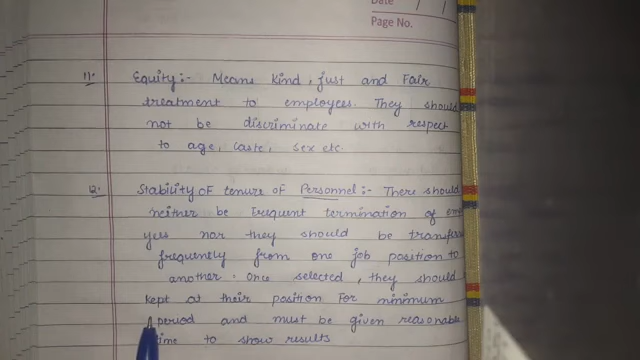 Date / /
Page No.
11). Equity:- Means Kind, just and Fair
treatment to employees. They should
not be discriminate with respect
to age, caste, sex etc.
12. Stability of tenure of Personnel:- There should
neither be frequent termination of
yees nor they should be
frequently from one job position to
another. Once selected, they should
kept at their position for minimum
period and must be given reasonable
time to show results